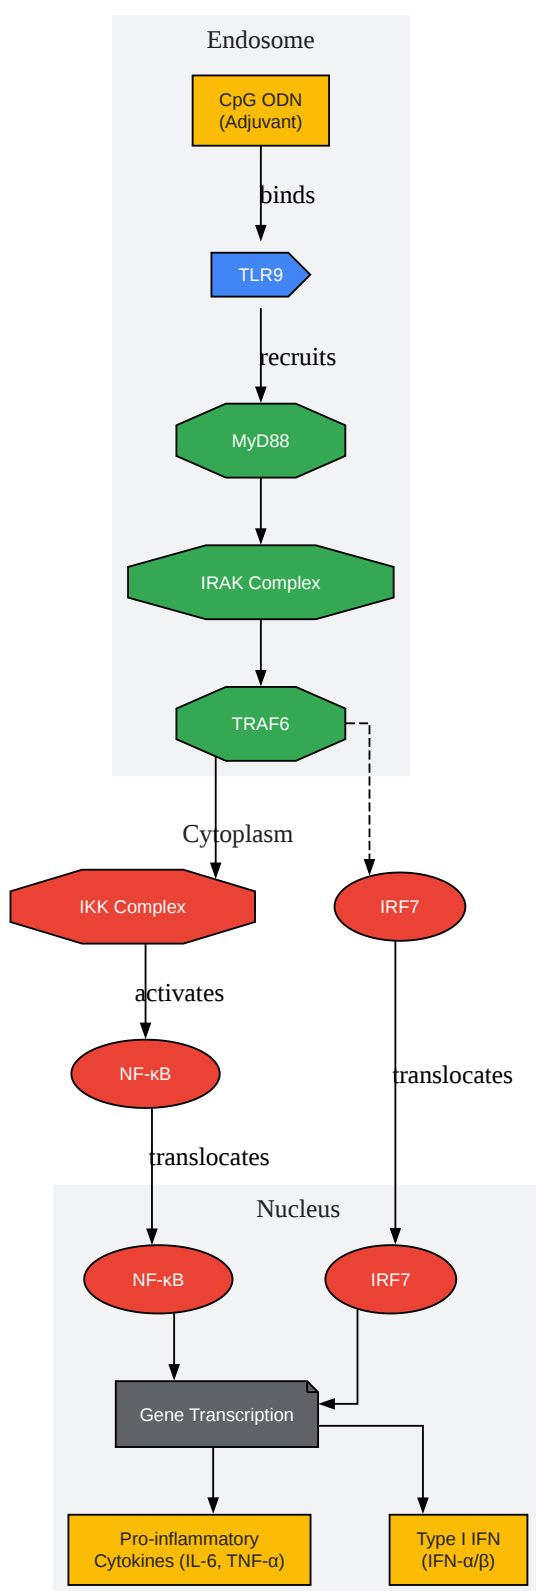 Endosome
CpG ODN
(Adjuvant)
binds
TLR9
recruits
MyD88
IRAK Complex
TRAF6
Cytoplasm
IKK Complex
IRF7
activates
NF-κB
translocates
translocates
Nucleus
NF-κB
IRF7
Gene Transcription
Pro-inflammatory
Cytokines (IL-6, TNF-α)
Type I IFN
(IFN-α/β)